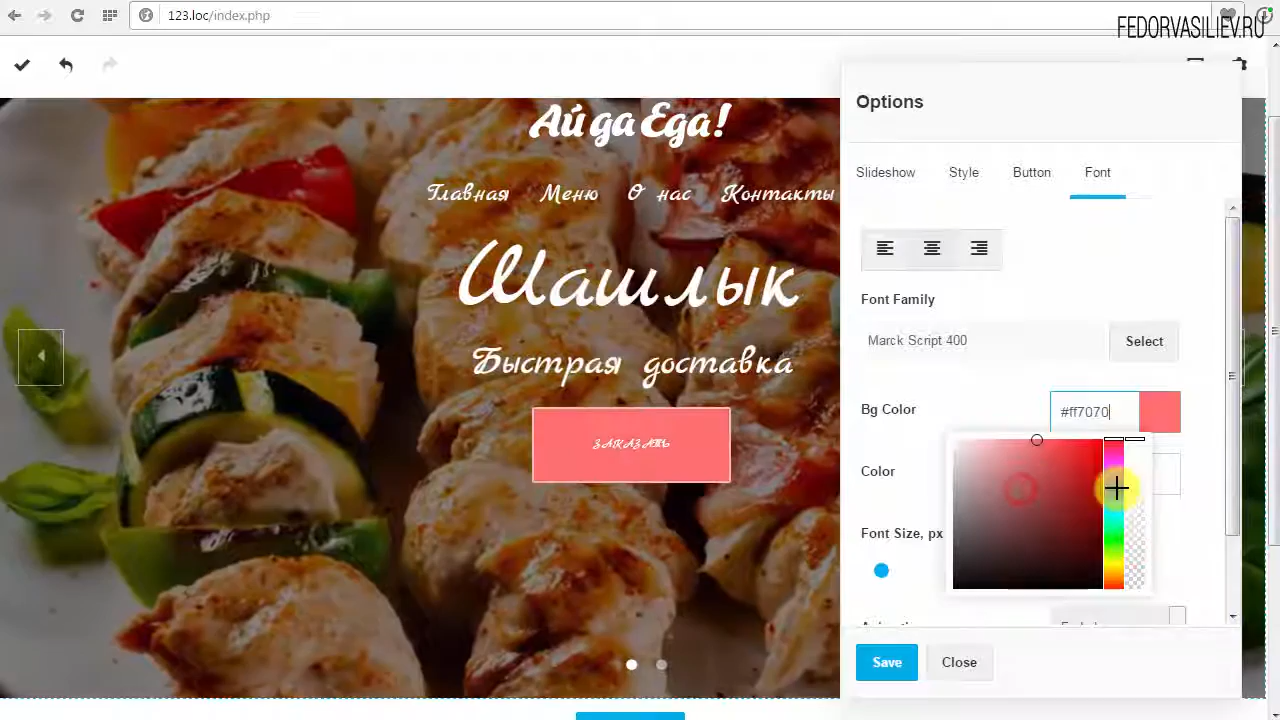 123.loc/index.php
FEDORVASILIEV.RU
Ай да Еда!
Главная Меню О нас Контакты
Шашлык
Быстрая доставка
ЗАКАЗАТЬ
Options
Slideshow Style Button Font
Font Family
Marck Script 400 Select
Bg Color #ff7070
Color
Font Size, px
Save Close